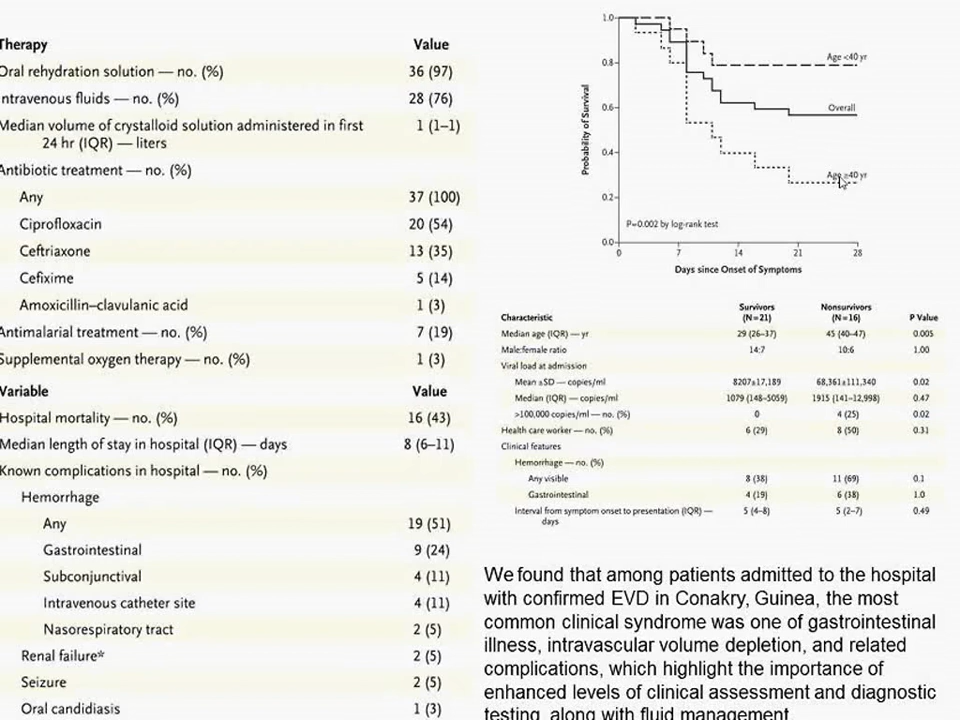 Therapy Value
Oral rehydration solution — no. (%) 36 (97)
ntravenous fluids — no. (%) 28 (76)
Median volume of crystalloid solution administered in first 1 (1–1)
24 hr (IQR) — liters
Antibiotic treatment — no. (%)
Any 37 (100)
Ciprofloxacin 20 (54)
Ceftriaxone 13 (35)
Cefixime 5 (14)
Amoxicillin–clavulanic acid 1 (3)
Antimalarial treatment — no. (%) 7 (19)
Supplemental oxygen therapy — no. (%) 1 (3)
Variable Value
Hospital mortality — no. (%) 16 (43)
Median length of stay in hospital (IQR) — days 8 (6–11)
Known complications in hospital — no. (%)
Hemorrhage
Any 19 (51)
Gastrointestinal 9 (24)
Subconjunctival 4 (11)
Intravenous catheter site 4 (11)
Nasorespiratory tract 2 (5)
Renal failure* 2 (5)
Seizure 2 (5)
Oral candidiasis 1 (3)
Probability of Survival
1.0
0.8
0.6
0.4
0.2
0.0
Age <40 yr
Overall
Age ≥40 yr
P=0.002 by log-rank test
0 7 14 21 28
Days since Onset of Symptoms
Characteristic Survivors (N=21) Nonsurvivors (N=16) P Value
Median age (IQR) — yr 29 (26–37) 45 (40–47) 0.005
Male:female ratio 14:7 10:6 1.00
Viral load at admission
Mean ±SD — copies/ml 8207±17,189 68,361±111,340 0.02
Median (IQR) — copies/ml 1079 (148–5059) 1915 (141–12,998) 0.47
>100,000 copies/ml — no. (%) 0 4 (25) 0.02
Health care worker — no. (%) 6 (29) 8 (50) 0.31
Clinical features
Hemorrhage — no. (%)
Any visible 8 (38) 11 (69) 0.1
Gastrointestinal 4 (19) 6 (38) 1.0
Interval from symptom onset to presentation (IQR) — 5 (4–8) 5 (2–7) 0.49
days
We found that among patients admitted to the hospital
with confirmed EVD in Conakry, Guinea, the most
common clinical syndrome was one of gastrointestinal
illness, intravascular volume depletion, and related
complications, which highlight the importance of
enhanced levels of clinical assessment and diagnostic
testing, along with fluid management